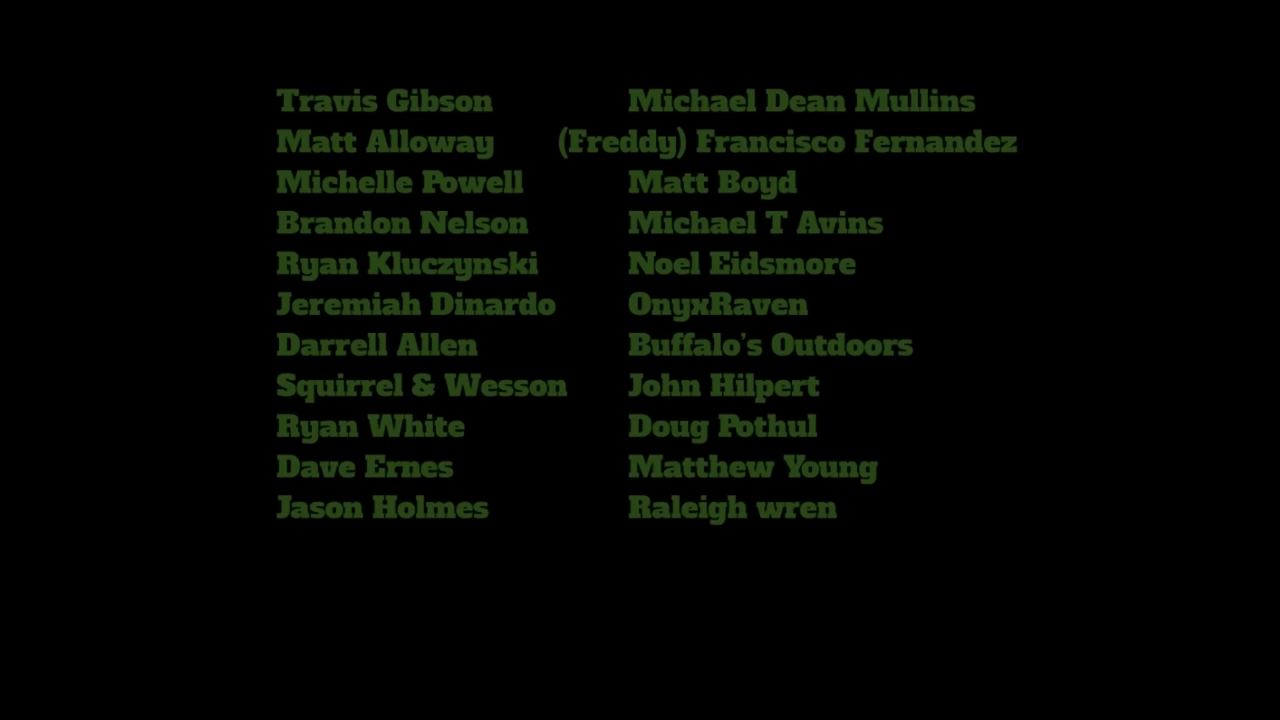 Travis Gibson Michael Dean Mullins
Matt Alloway (Freddy) Francisco Fernandez
Michelle Powell Matt Boyd
Brandon Nelson Michael T Avins
Ryan Kluczynski Noel Eidsmore
Jeremiah Dinardo OnyxRaven
Darrell Allen Buffalo's Outdoors
Squirrel & Wesson John Hilpert
Ryan White Doug Pothul
Dave Ernes Matthew Young
Jason Holmes Raleigh wren